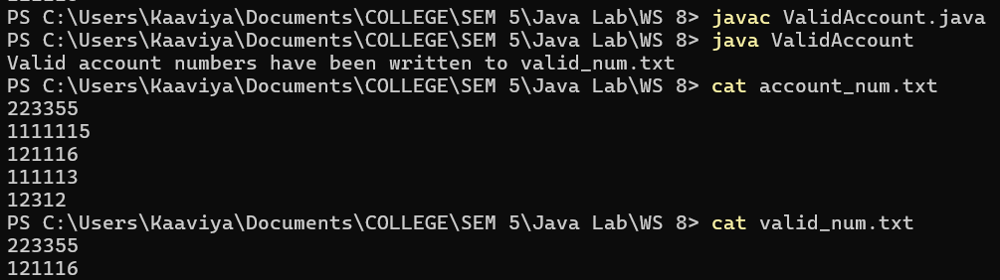 PS C:\Users\Kaaviya\Documents\COLLEGE\SEM 5\Java Lab\WS 8> javac ValidAccount.java
PS C:\Users\Kaaviya\Documents\COLLEGE\SEM 5\Java Lab\WS 8> java ValidAccount
Valid account numbers have been written to valid_num.txt
PS C:\Users\Kaaviya\Documents\COLLEGE\SEM 5\Java Lab\WS 8> cat account_num.txt
223355
1111115
121116
111113
12312
PS C:\Users\Kaaviya\Documents\COLLEGE\SEM 5\Java Lab\WS 8> cat valid_num.txt
223355
121116